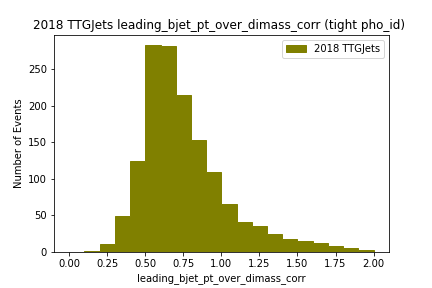 2018 TTGJets leading_bjet_pt_over_dimass_corr (tight pho_id)
2018 TTGJets
Number of Events
250
200
150
100
50
0
0.00 0.25 0.50 0.75 1.00 1.25 1.50 1.75 2.00
leading_bjet_pt_over_dimass_corr